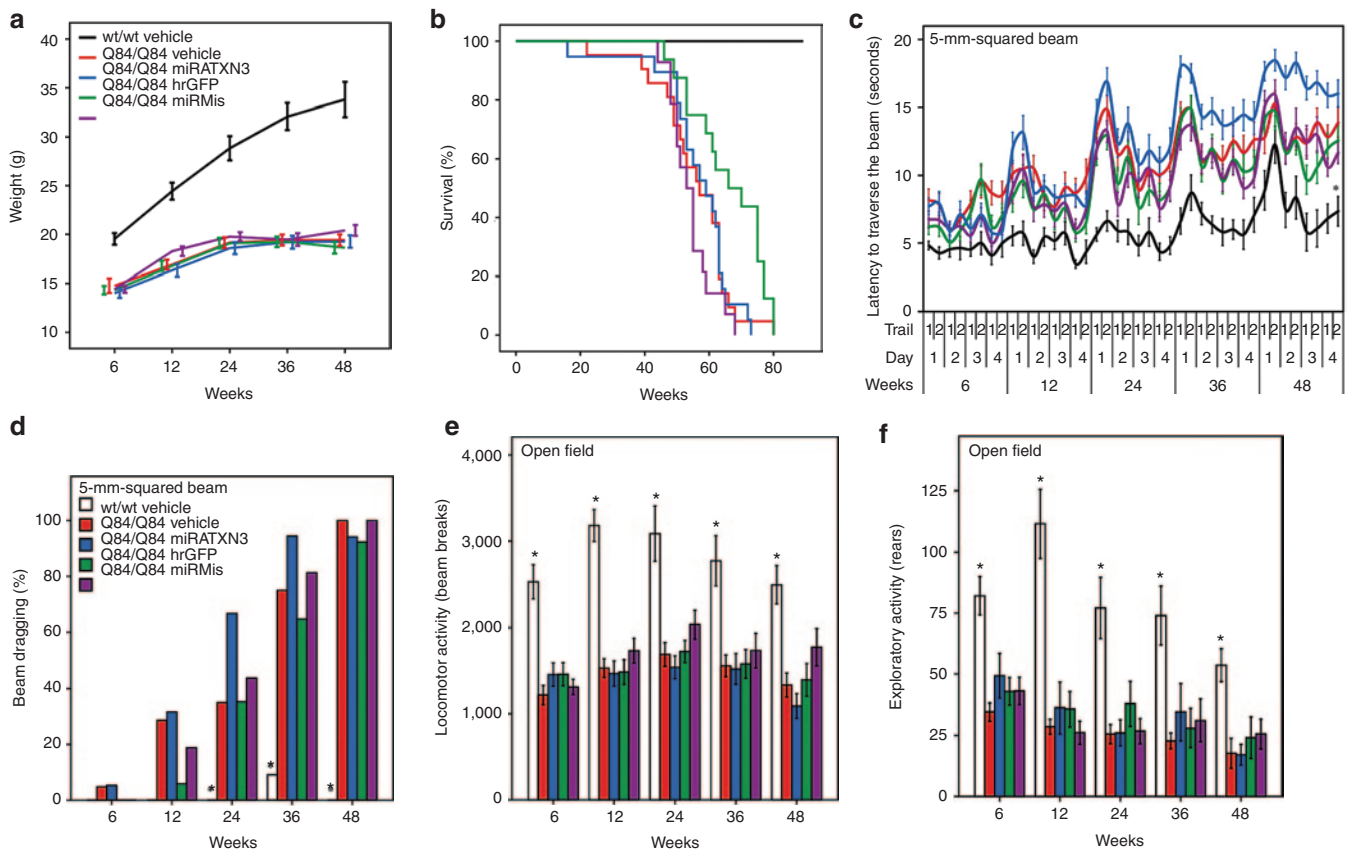 a
40
35
30
25
20
15
10
Weight (g)
wt/wt vehicle
Q84/Q84 vehicle
Q84/Q84 miRATXN3
Q84/Q84 hrGFP
Q84/Q84 miRMis
6 12 24 36 48
Weeks
b
100
80
60
40
20
0
Survival (%)
0 20 40 60 80
Weeks
c
5-mm-squared beam
20
15
10
5
0
Latency to traverse the beam (seconds)
*
Trail 1 2 1 2 1 2 1 2 1 2 1 2 1 2 1 2 1 2 1 2 1 2 1 2 1 2 1 2 1 2 1 2 1 2 1 2 1 2 1 2
Day 1 2 3 4 1 2 3 4 1 2 3 4 1 2 3 4 1 2 3 4
Weeks 6 12 24 36 48
d
5-mm-squared beam
wt/wt vehicle
Q84/Q84 vehicle
Q84/Q84 miRATXN3
Q84/Q84 hrGFP
Q84/Q84 miRMis
100
80
60
40
20
0
Beam dragging (%)
* * *
6 12 24 36 48
Weeks
e
Open field
4,000
3,000
2,000
1,000
0
Locomotor activity (beam breaks)
* * * * *
6 12 24 36 48
Weeks
f
Open field
125
100
75
50
25
0
Exploratory activity (rears)
* * * * *
6 12 24 36 48
Weeks